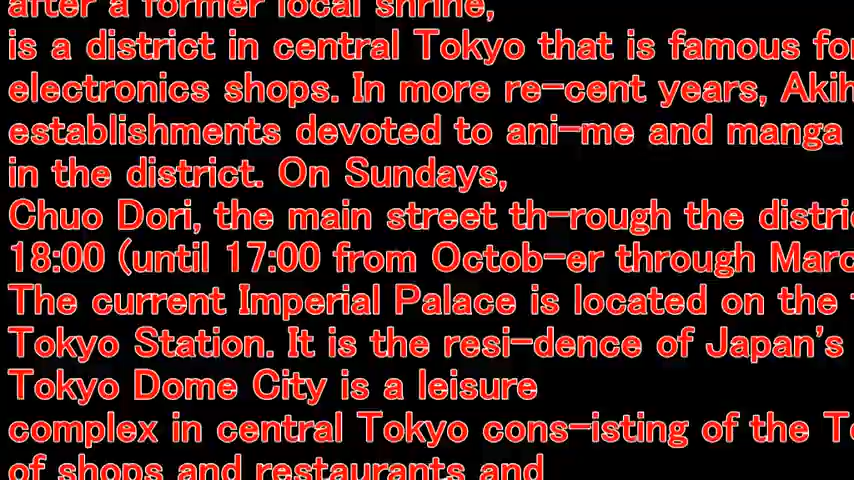 after a former local shrine,
is a district in central Tokyo that is famous for
electronics shops. In more re-cent years, Akih
establishments devoted to ani-me and manga
in the district. On Sundays,
Chuo Dori, the main street th-rough the distric
18:00 (until 17:00 from Octob-er through Marc
The current Imperial Palace is located on the
Tokyo Station. It is the resi-dence of Japan's
Tokyo Dome City is a leisure
complex in central Tokyo cons-isting of the To
of shops and restaurants and